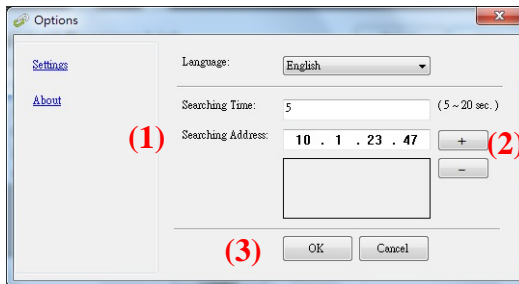 Options
Settings
About
Language: English
Searching Time: 5 (5 ~ 20 sec.)
(1) Searching Address: 10 . 1 . 23 . 47 + (2)
−
(3) OK Cancel